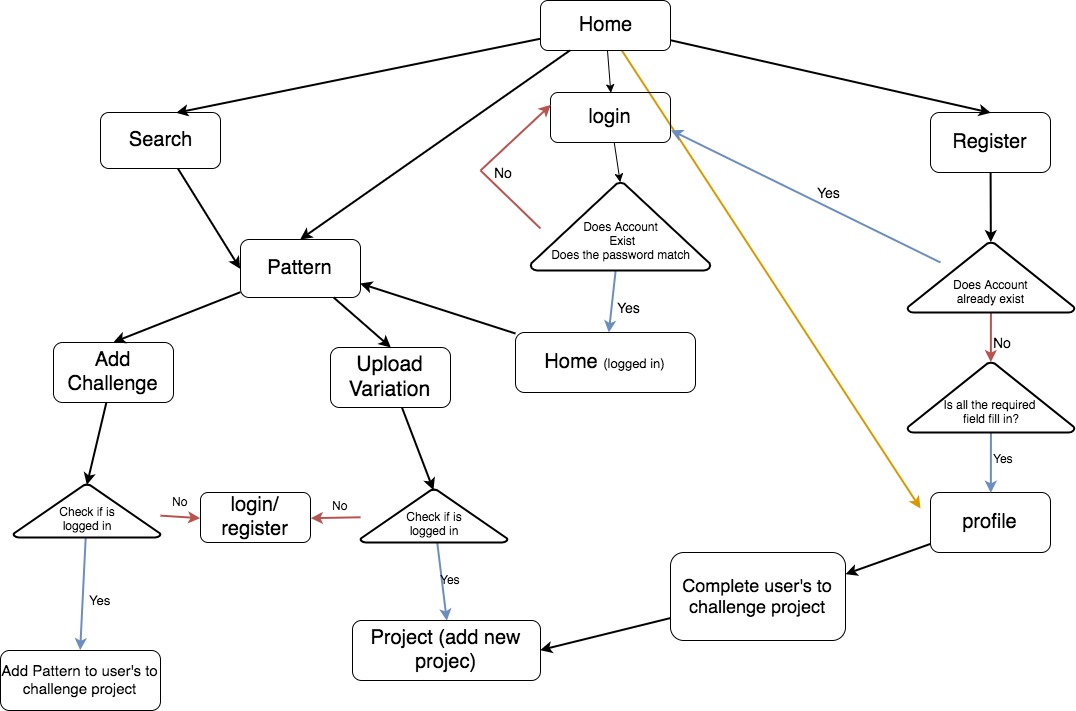 Home
login
Search
Register
No
Yes
Does Account
Exist
Does the password match
Pattern
Does Account
already exist
Yes
No
Add
Challenge
Upload
Variation
Home (logged in)
Is all the required
field fill in?
Yes
No
login/
register
No
Check if is
logged in
Check if is
logged in
profile
Yes
Yes
Complete user's to
challenge project
Project (add new
projec)
Add Pattern to user's to
challenge project